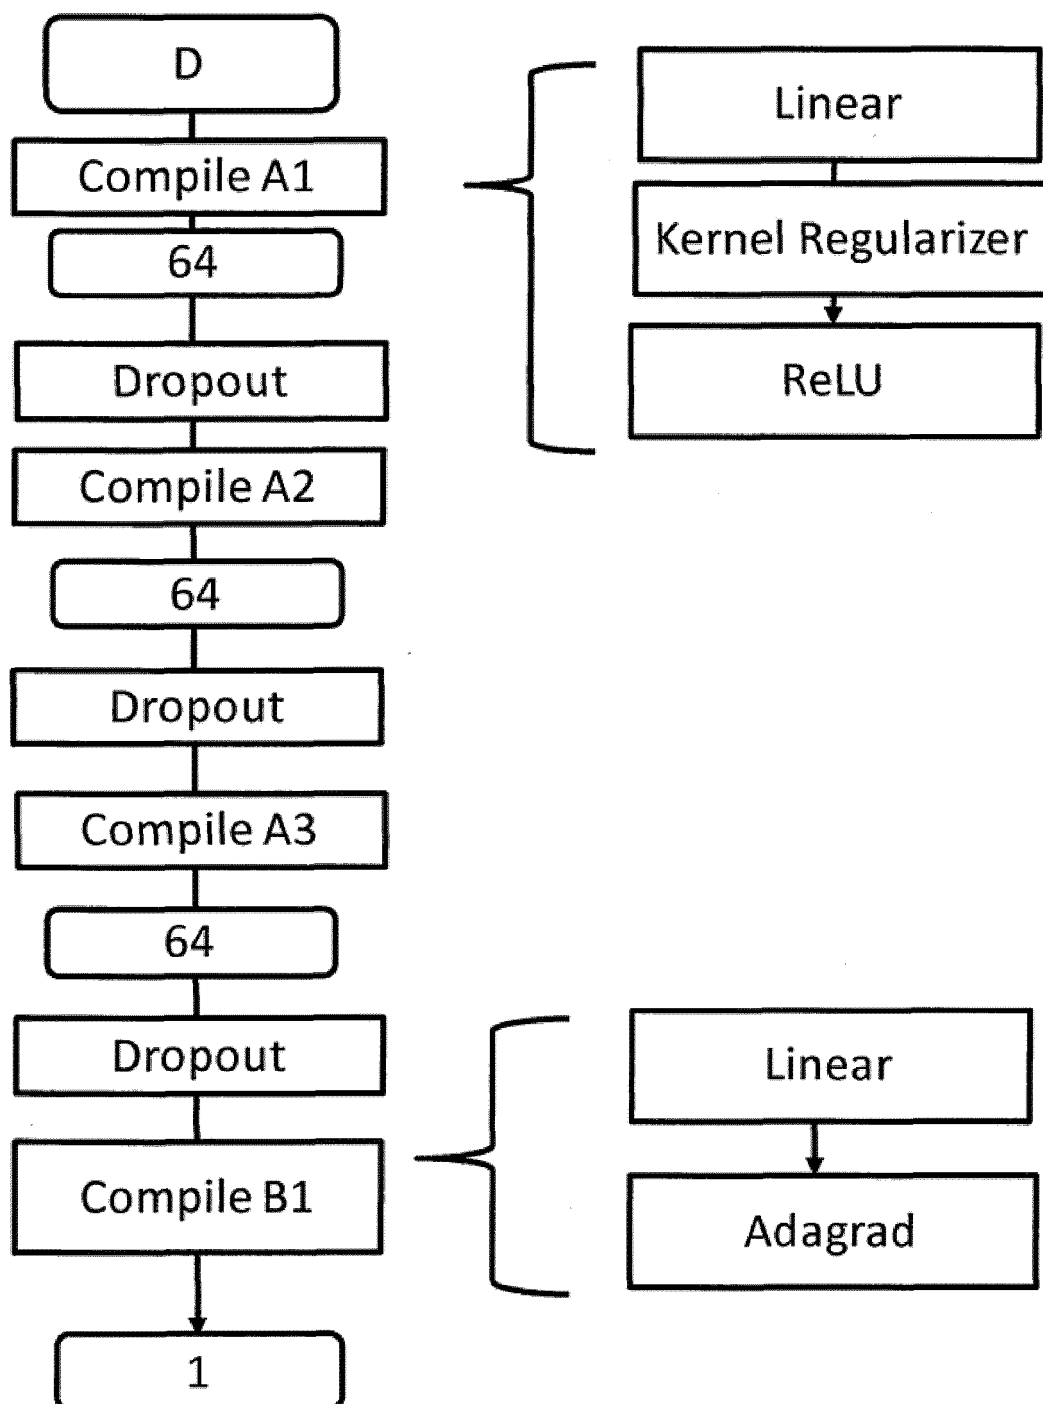 D
Compile A1
64
Dropout
Compile A2
64
Dropout
Compile A3
64
Dropout
Compile B1
1
Linear
Kernel Regularizer
ReLU
Linear
Adagrad